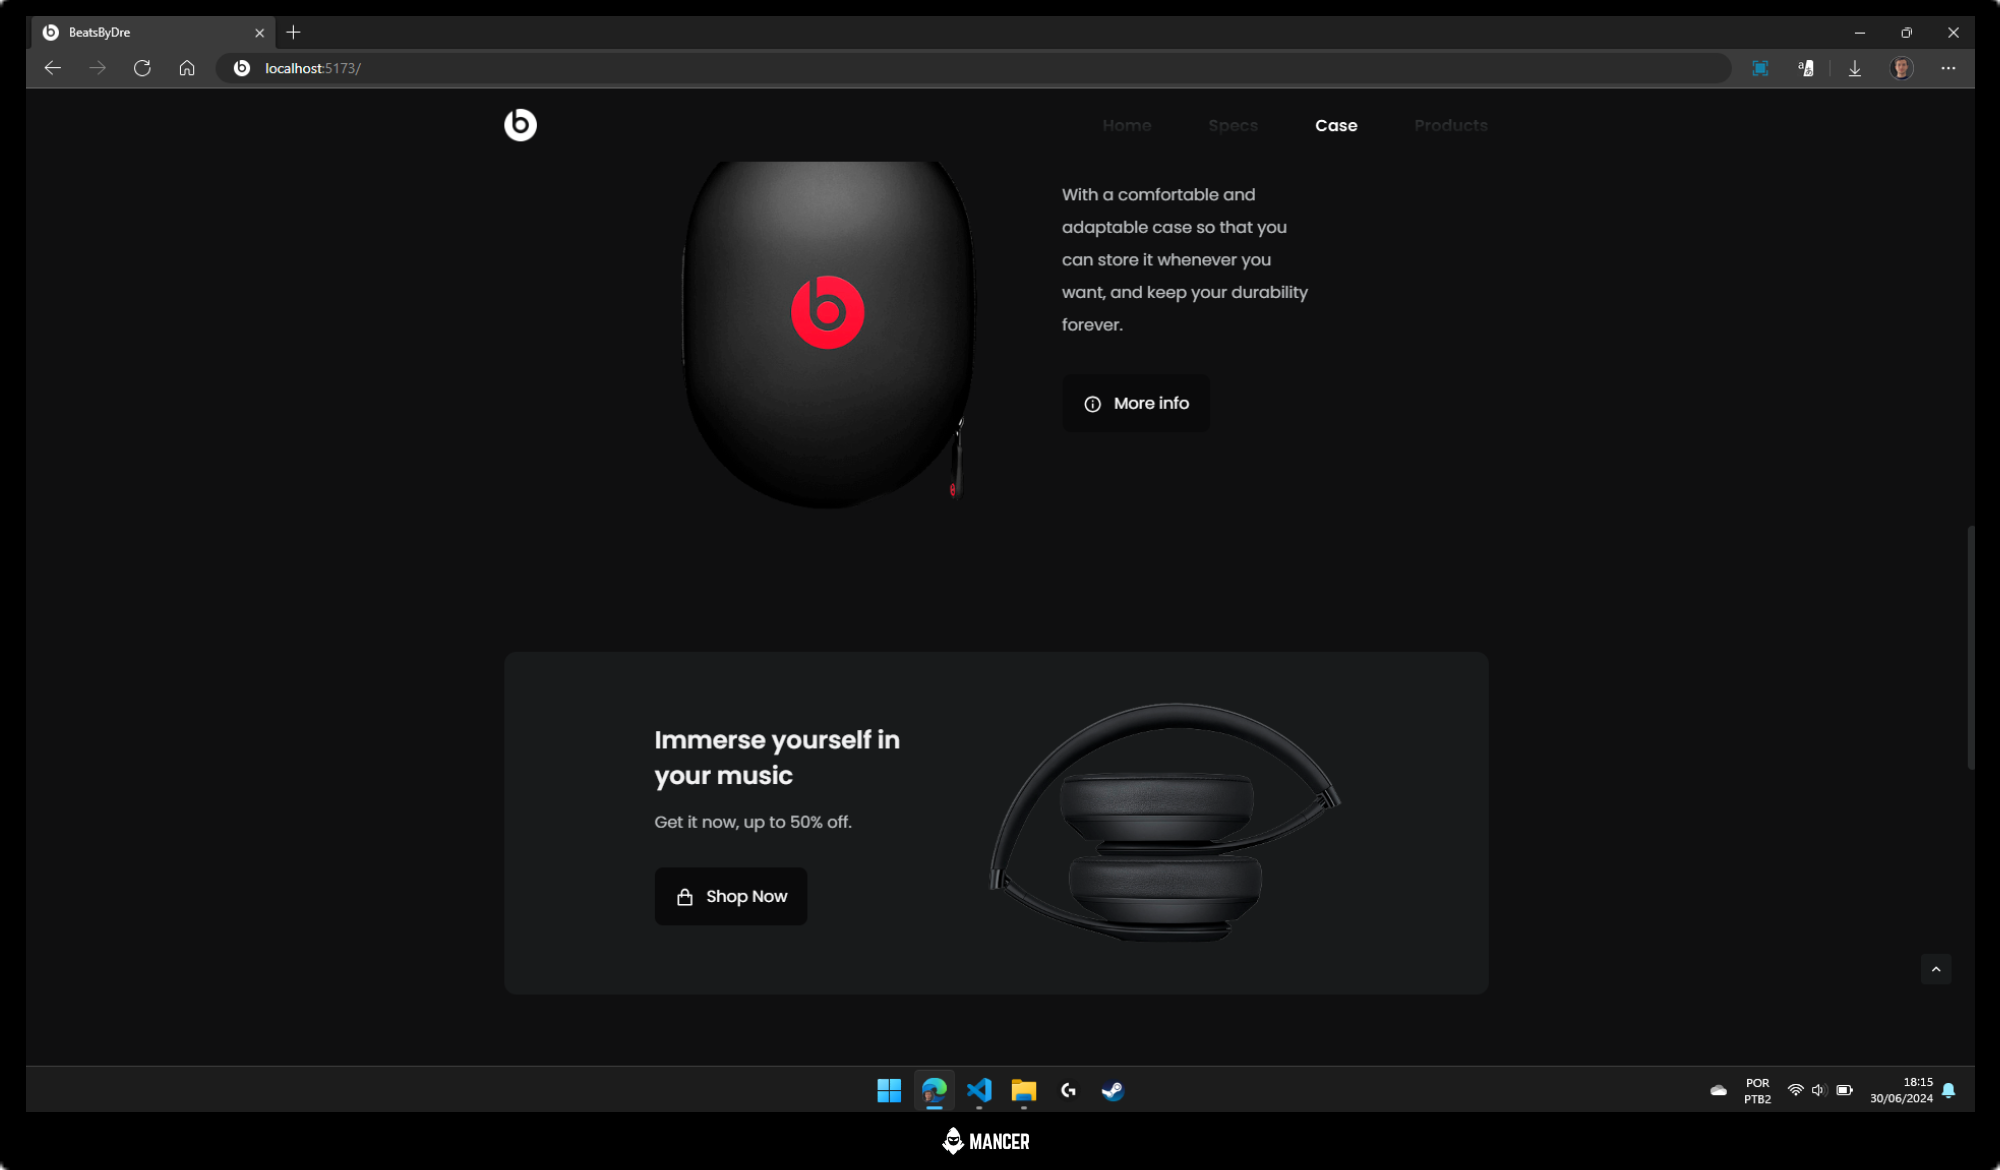 BeatsByDre
localhost:5173/
Home Specs Case Products
With a comfortable and
adaptable case so that you
can store it whenever you
want, and keep your durability
forever.
More info
Immerse yourself in
your music
Get it now, up to 50% off.
Shop Now
POR
PTB2
18:15
30/06/2024
MANCER